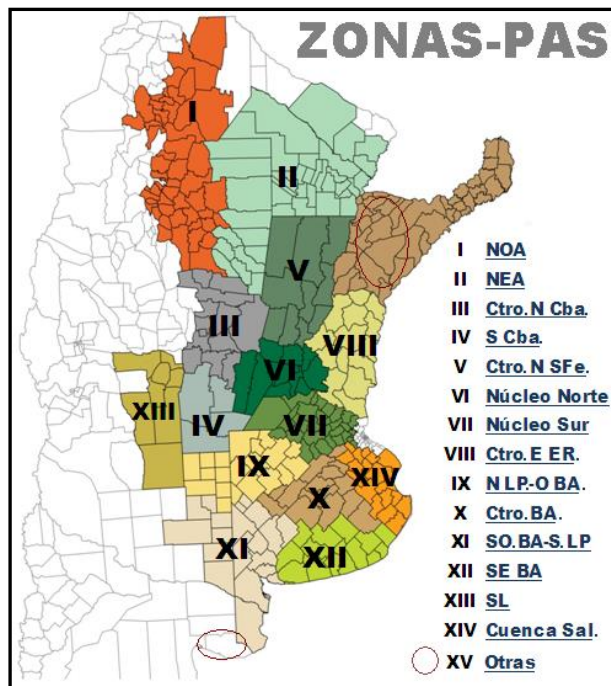 ZONAS-PAS
I
II
V
III
VIII
VI
XIII
IV
VII
IX
XIV
X
XI
XII
I NOA
II NEA
III Ctro.N Cba.
IV S Cba.
V Ctro.N SFe.
VI Núcleo Norte
VII Núcleo Sur
VIII Ctro.E ER.
IX N LP.-O BA.
X Ctro.BA.
XI SO.BA-S.LP
XII SE BA
XIII SL
XIV Cuenca Sal.
XV Otras